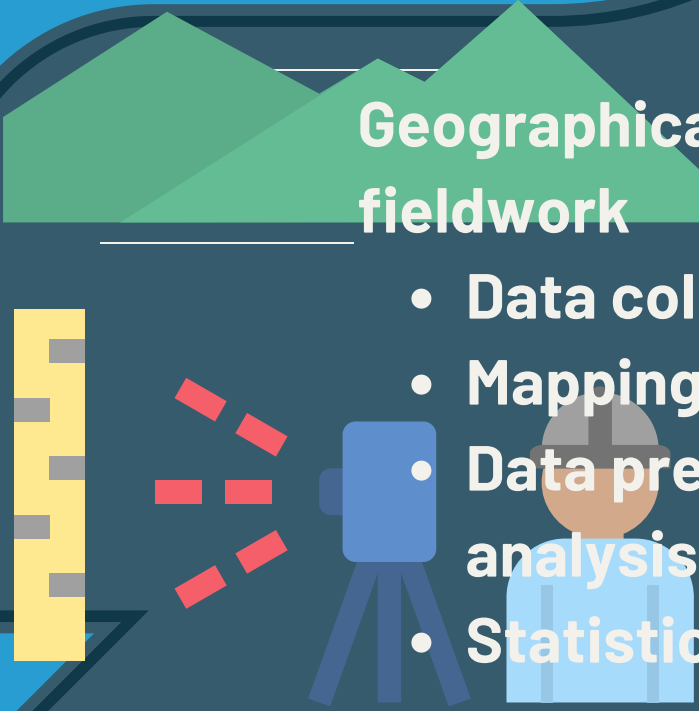 Geographica
fieldwork
• Data col
• Mapping
• Data pre
analysis
• Statistic